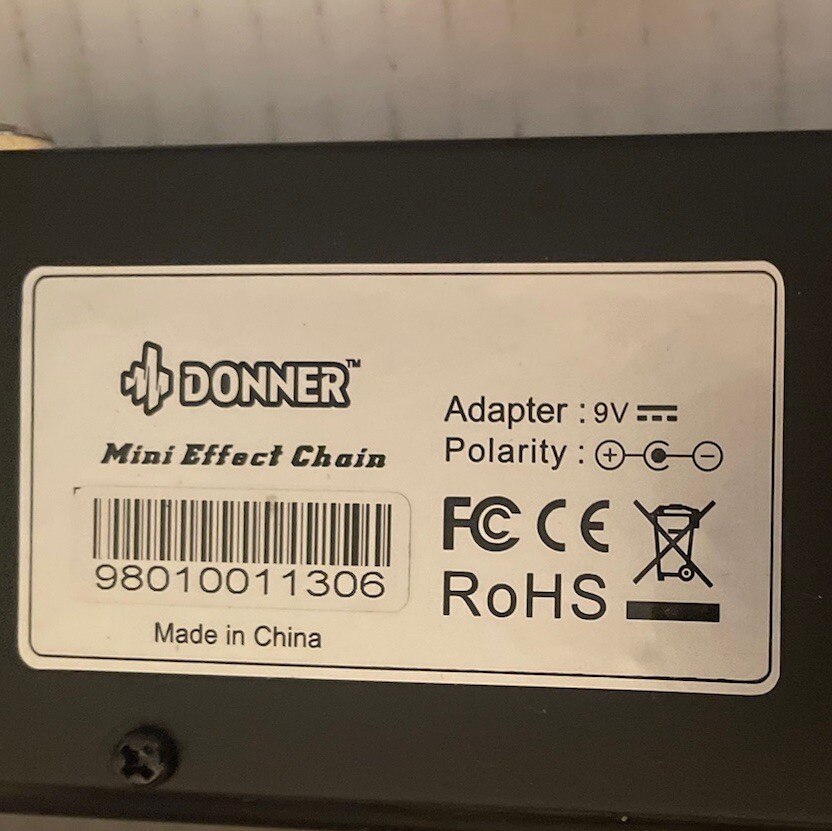 DONNER™
Mini Effect Chain
98010011306
Made in China
Adapter : 9V
Polarity :
FC CE
RoHS